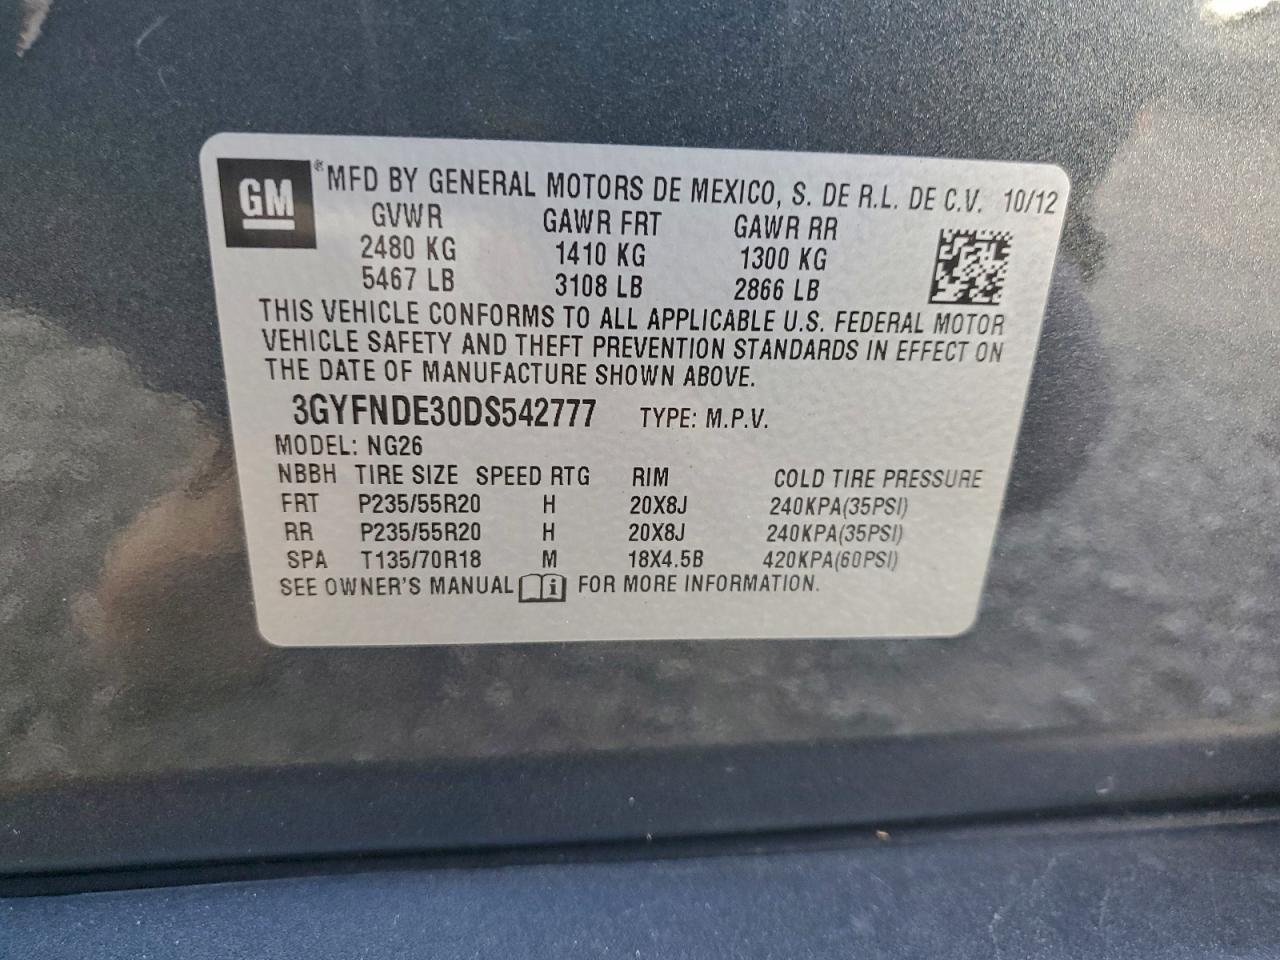 GM ® MFD BY GENERAL MOTORS DE MEXICO, S. DE R.L. DE C.V. 10/12
GVWR GAWR FRT GAWR RR
2480 KG 1410 KG 1300 KG
5467 LB 3108 LB 2866 LB
THIS VEHICLE CONFORMS TO ALL APPLICABLE U.S. FEDERAL MOTOR
VEHICLE SAFETY AND THEFT PREVENTION STANDARDS IN EFFECT ON
THE DATE OF MANUFACTURE SHOWN ABOVE.
3GYFNDE30DS542777 TYPE: M.P.V.
MODEL: NG26
NBBH TIRE SIZE SPEED RTG RIM COLD TIRE PRESSURE
FRT P235/55R20 H 20X8J 240KPA(35PSI)
RR P235/55R20 H 20X8J 240KPA(35PSI)
SPA T135/70R18 M 18X4.5B 420KPA(60PSI)
SEE OWNER'S MANUAL i FOR MORE INFORMATION.